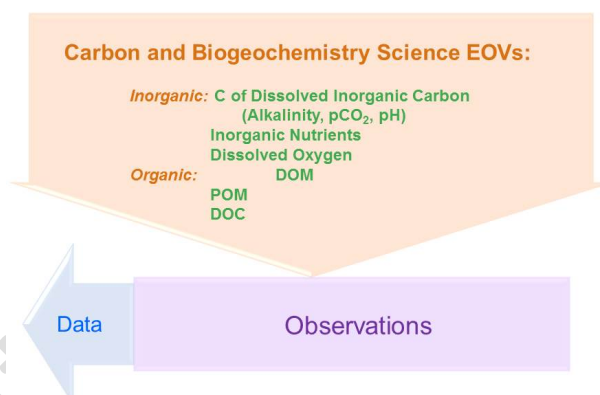 Carbon and Biogeochemistry Science EOVs:
Inorganic: C of Dissolved Inorganic Carbon
(Alkalinity, pCO₂, pH)
Inorganic Nutrients
Dissolved Oxygen
Organic: DOM
POM
DOC
Data
Observations